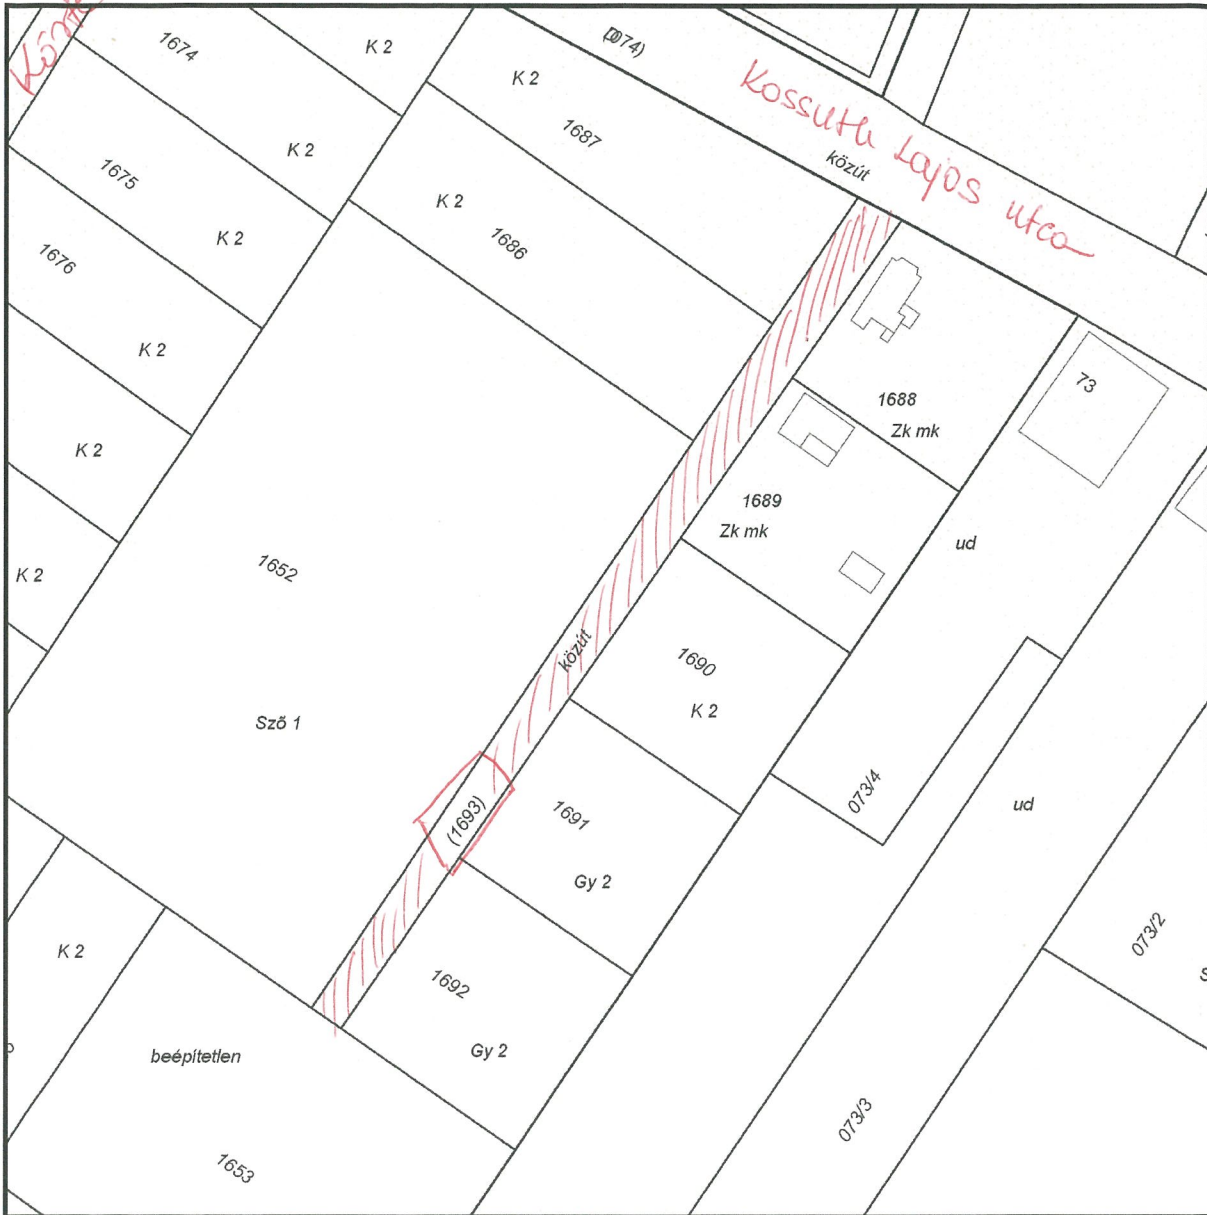 1674
K 2
(074)
K 2
Kossuth Lajos utca
1687
közút
K 2
1675
K 2
1686
K 2
1676
K 2
73
1688
Zk mk
K 2
1689
Zk mk
ud
1652
K 2
közút
1690
K 2
Sző 1
073/4
ud
(1693)
1691
Gy 2
K 2
073/2
1692
Gy 2
beépítetlen
073/3
1653